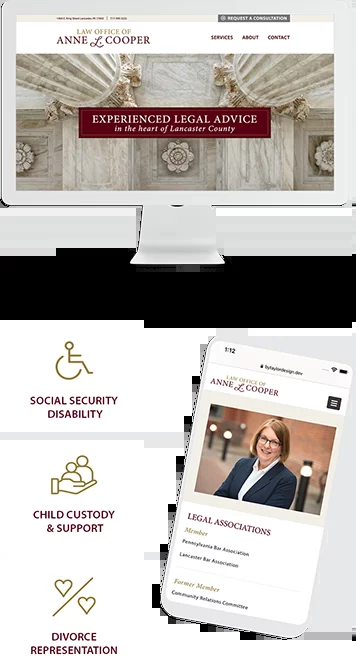 REQUEST A CONSULTATION
LAW OFFICE OF
ANNE L COOPER
SERVICES ABOUT CONTACT
EXPERIENCED LEGAL ADVICE
in the heart of Lancaster County
SOCIAL SECURITY
DISABILITY
CHILD CUSTODY
& SUPPORT
DIVORCE
REPRESENTATION
1:12
bytaylordesign.dev
LAW OFFICE OF
ANNE L COOPER
LEGAL ASSOCIATIONS
Member
Pennsylvania Bar Association
Lancaster Bar Association
Former Member
Community Relations Committee